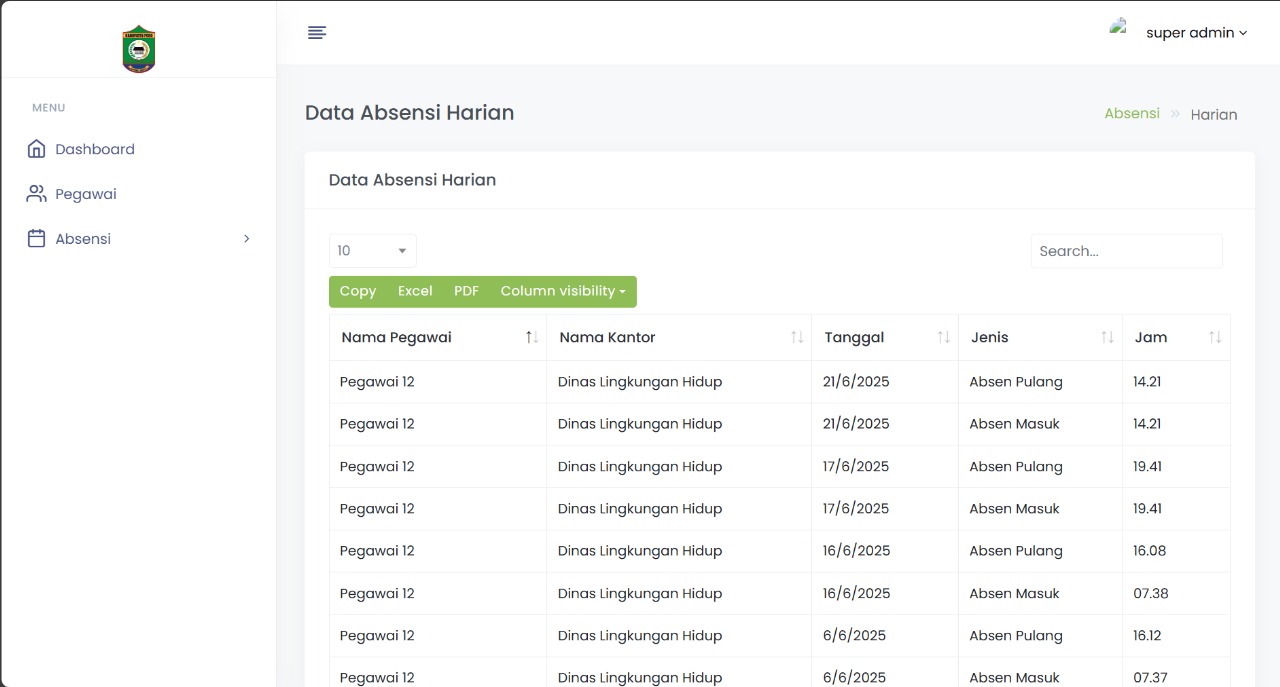 KABUPATEN POSO
super admin
MENU
Dashboard
Pegawai
Absensi
Data Absensi Harian
Absensi » Harian
Data Absensi Harian
10
Search...
Copy Excel PDF Column visibility
Nama Pegawai Nama Kantor Tanggal Jenis Jam
Pegawai 12 Dinas Lingkungan Hidup 21/6/2025 Absen Pulang 14.21
Pegawai 12 Dinas Lingkungan Hidup 21/6/2025 Absen Masuk 14.21
Pegawai 12 Dinas Lingkungan Hidup 17/6/2025 Absen Pulang 19.41
Pegawai 12 Dinas Lingkungan Hidup 17/6/2025 Absen Masuk 19.41
Pegawai 12 Dinas Lingkungan Hidup 16/6/2025 Absen Pulang 16.08
Pegawai 12 Dinas Lingkungan Hidup 16/6/2025 Absen Masuk 07.38
Pegawai 12 Dinas Lingkungan Hidup 6/6/2025 Absen Pulang 16.12
Pegawai 12 Dinas Lingkungan Hidup 6/6/2025 Absen Masuk 07.37